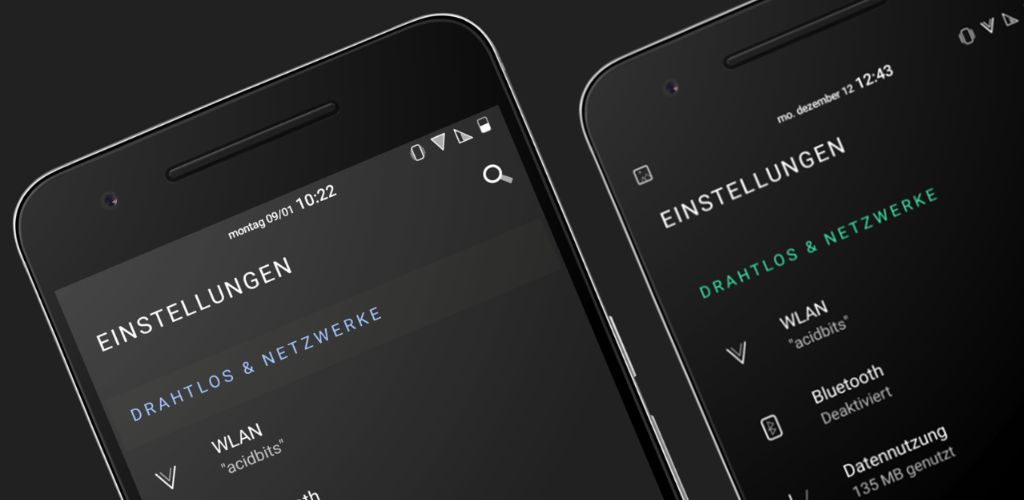 montag 09/01 10:22
EINSTELLUNGEN
DRAHTLOS & NETZWERKE
WLAN
"acidbits"
mo. dezember 12 12:43
EINSTELLUNGEN
DRAHTLOS & NETZWERKE
WLAN
"acidbits"
Bluetooth
Deaktiviert
Datennutzung
135 MB genutzt